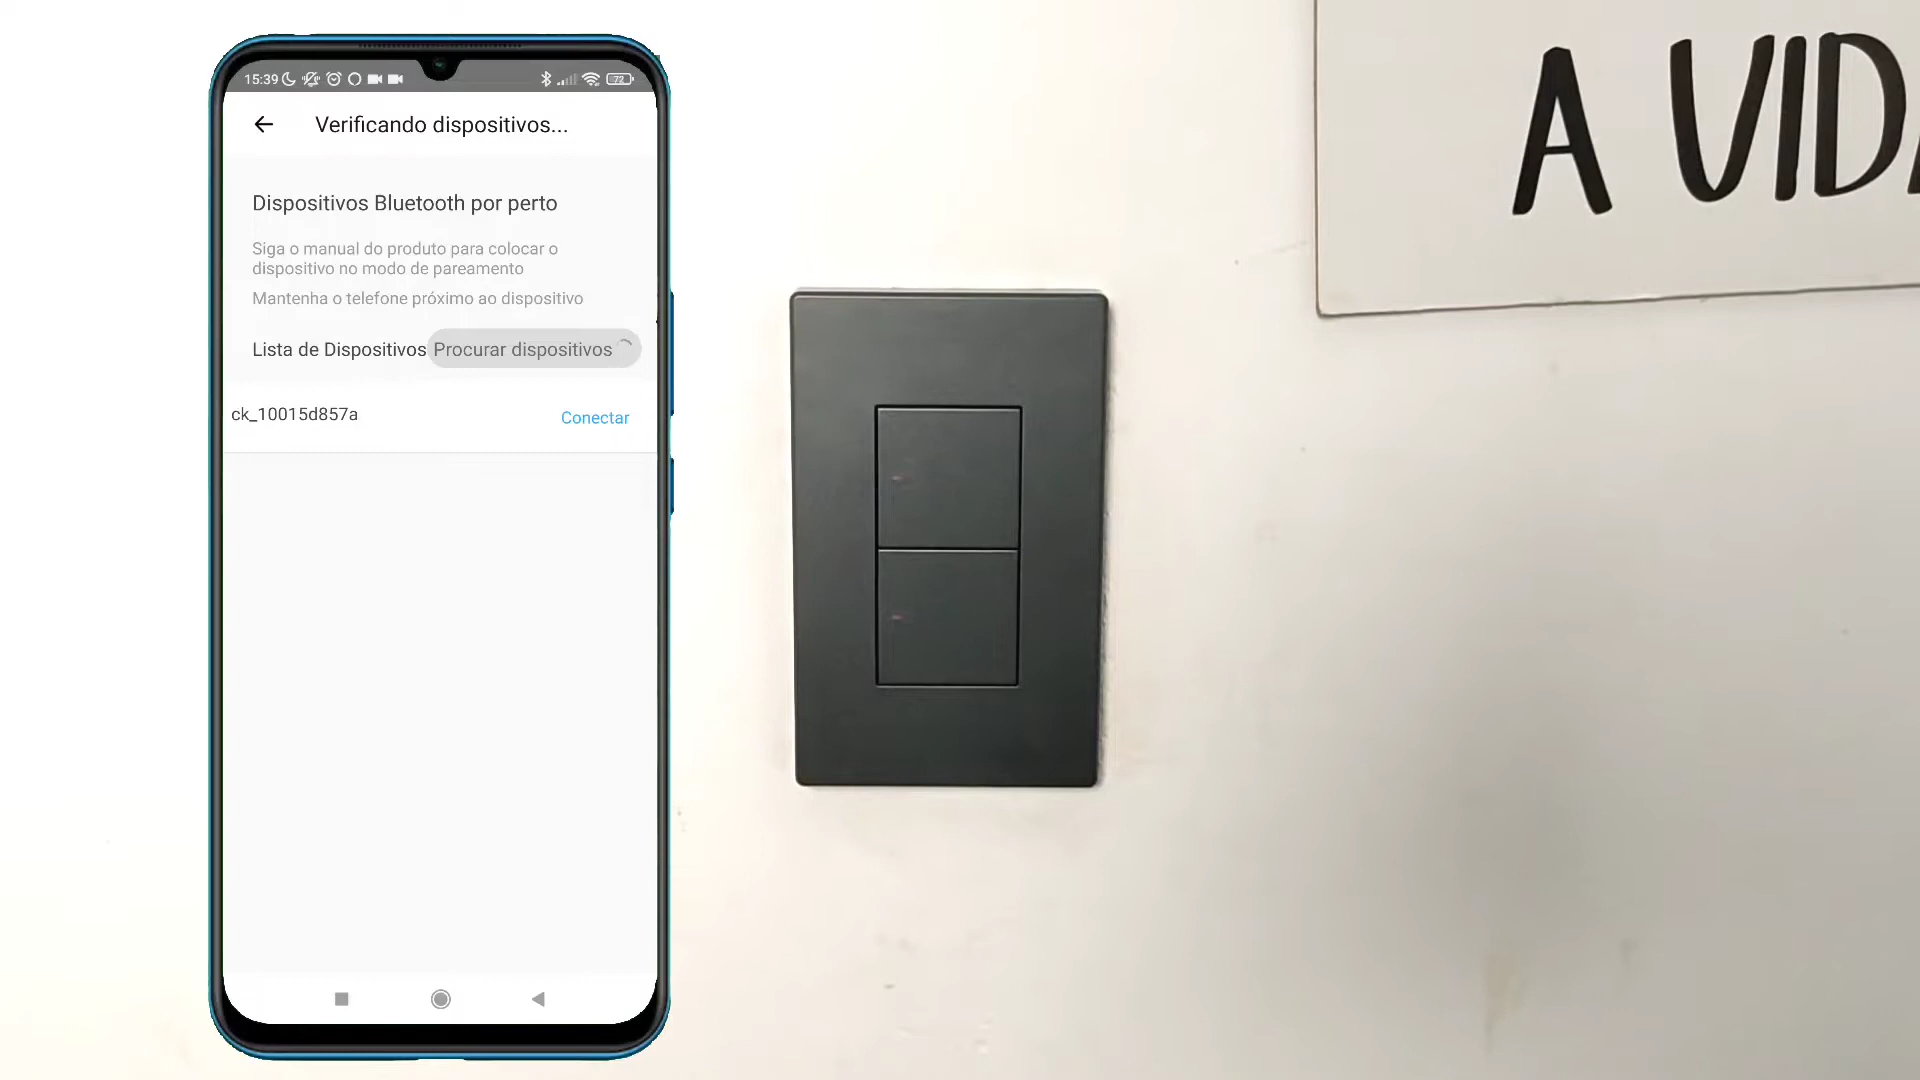 15:39
72
Verificando dispositivos...
Dispositivos Bluetooth por perto
Siga o manual do produto para colocar o
dispositivo no modo de pareamento
Mantenha o telefone próximo ao dispositivo
Lista de Dispositivos Procurar dispositivos
ck_10015d857a Conectar
A VID